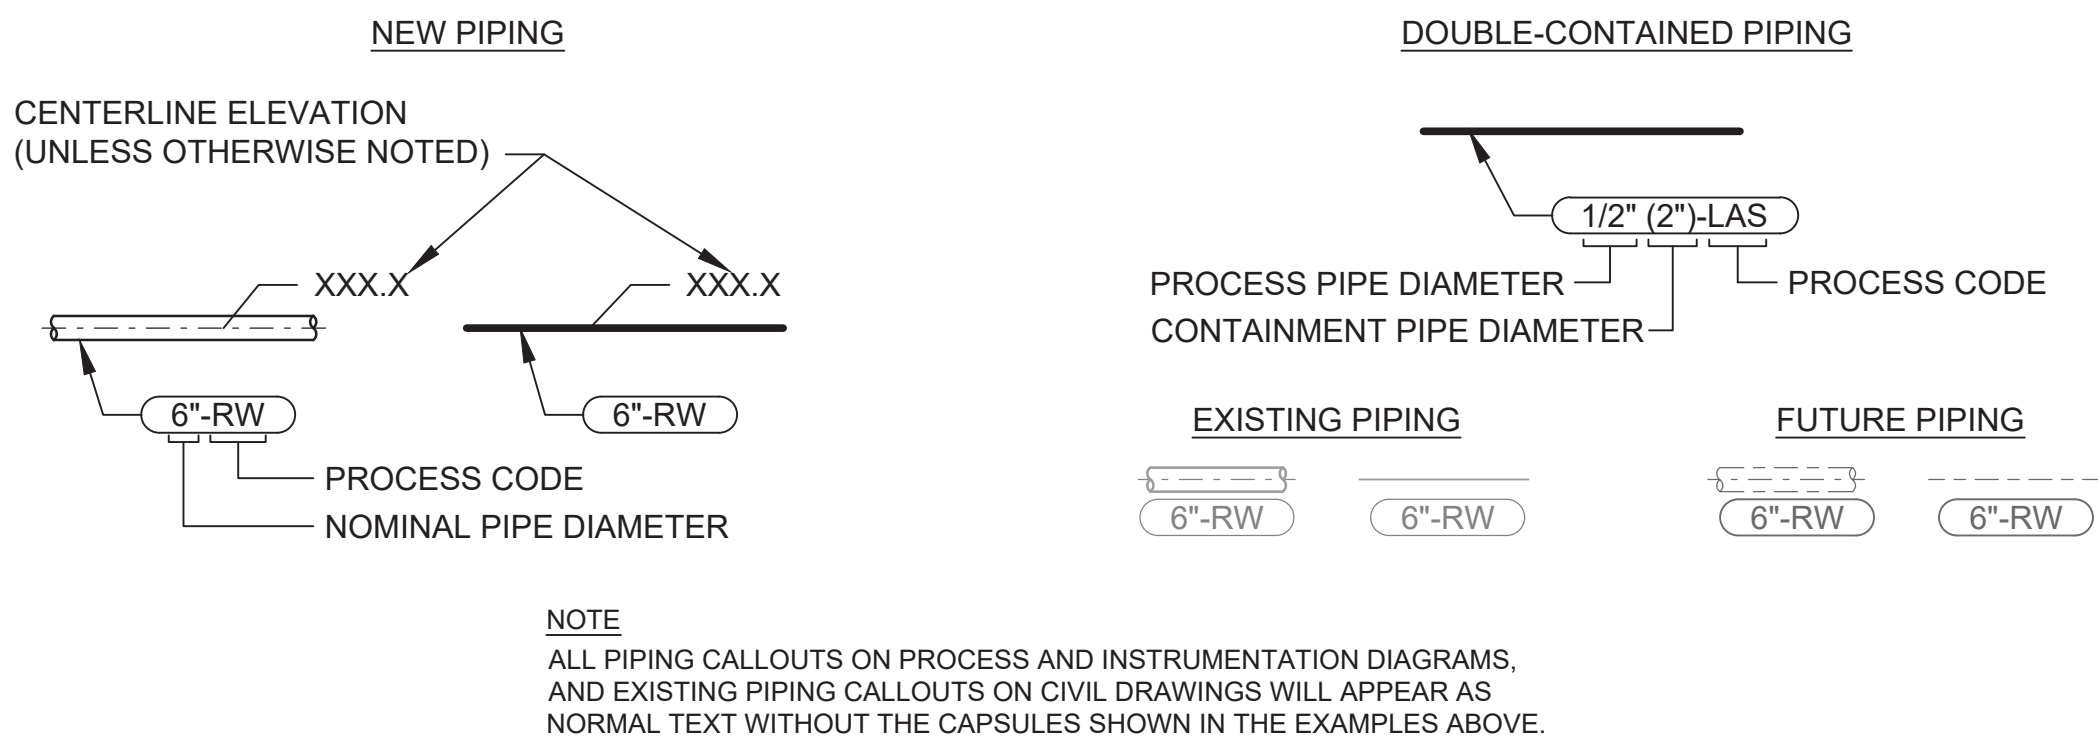 NEW PIPING
CENTERLINE ELEVATION
(UNLESS OTHERWISE NOTED)
XXX.X
XXX.X
6"-RW
6"-RW
PROCESS CODE
NOMINAL PIPE DIAMETER
DOUBLE-CONTAINED PIPING
1/2" (2")-LAS
PROCESS PIPE DIAMETER
PROCESS CODE
CONTAINMENT PIPE DIAMETER
EXISTING PIPING
6"-RW
6"-RW
FUTURE PIPING
6"-RW
6"-RW
NOTE
ALL PIPING CALLOUTS ON PROCESS AND INSTRUMENTATION DIAGRAMS,
AND EXISTING PIPING CALLOUTS ON CIVIL DRAWINGS WILL APPEAR AS
NORMAL TEXT WITHOUT THE CAPSULES SHOWN IN THE EXAMPLES ABOVE.